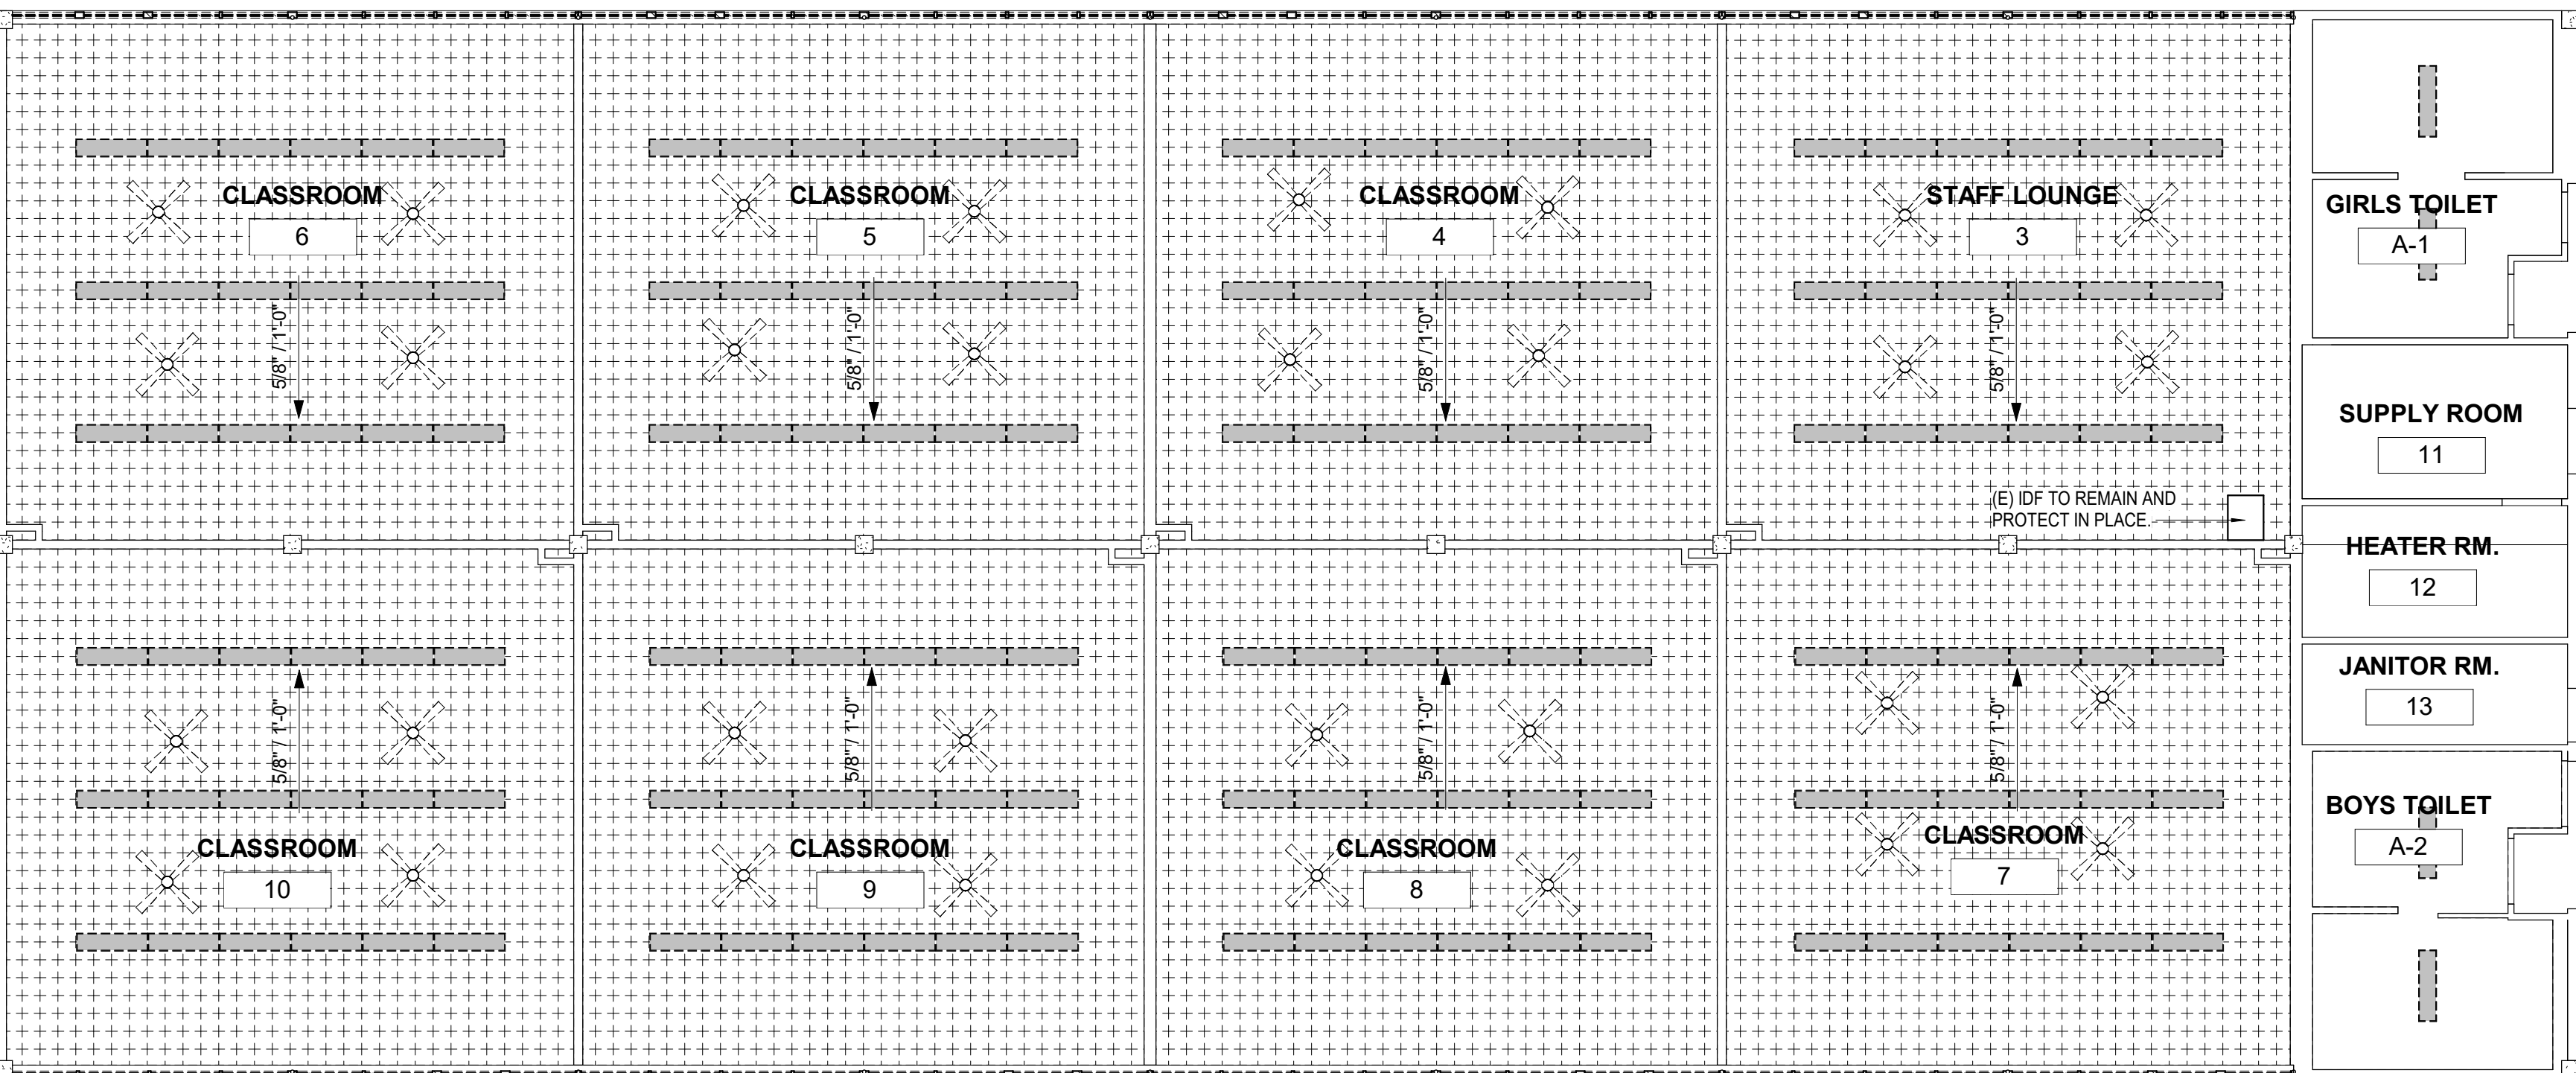 CLASSROOM
6
5/8" / 1'-0"
CLASSROOM
5
5/8" / 1'-0"
CLASSROOM
4
5/8" / 1'-0"
STAFF LOUNGE
3
5/8" / 1'-0"
(E) IDF TO REMAIN AND
PROTECT IN PLACE.
GIRLS TOILET
A-1
SUPPLY ROOM
11
HEATER RM.
12
JANITOR RM.
13
BOYS TOILET
A-2
5/8" / 1'-0"
CLASSROOM
10
5/8" / 1'-0"
CLASSROOM
9
5/8" / 1'-0"
CLASSROOM
8
5/8" / 1'-0"
CLASSROOM
7